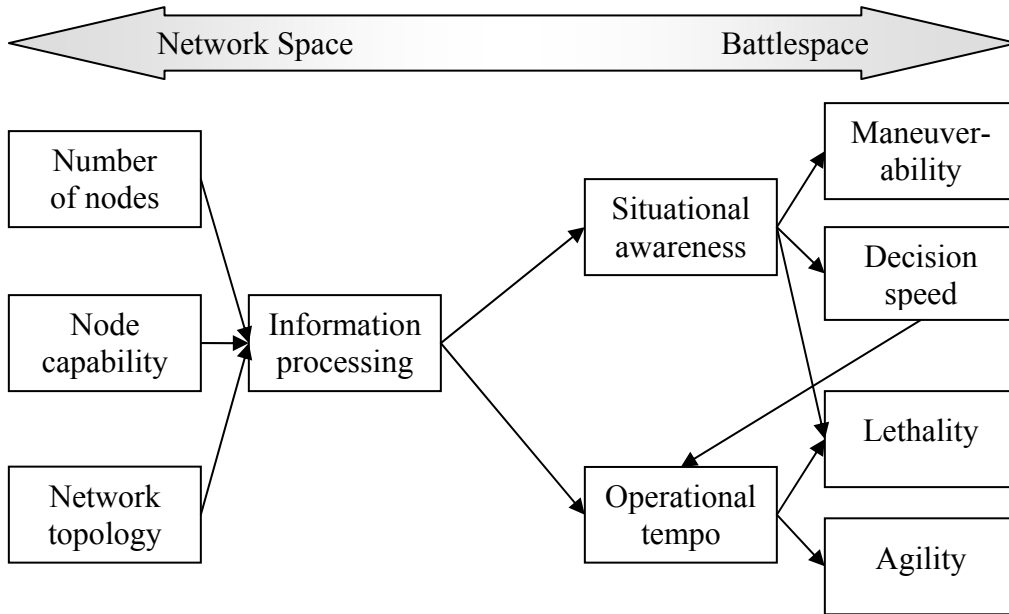 Network Space
Battlespace
Number
of nodes
Node
capability
Network
topology
Information
processing
Situational
awareness
Operational
tempo
Maneuver-
ability
Decision
speed
Lethality
Agility